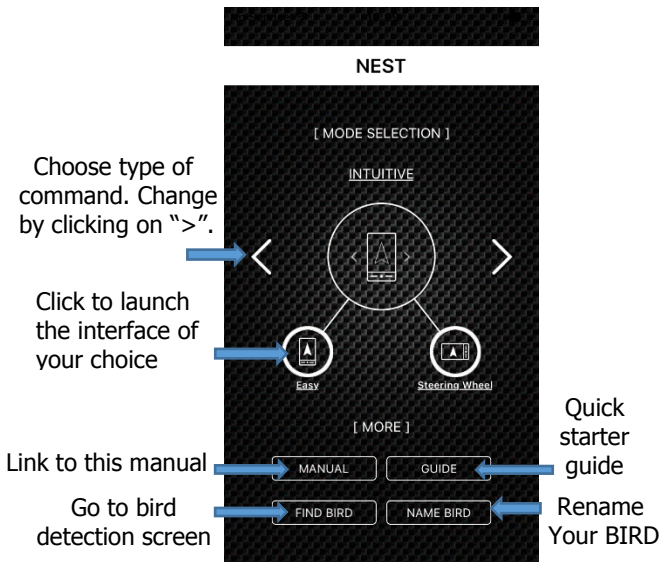 NEST
[ MODE SELECTION ]
INTUITIVE
Choose type of
command. Change
by clicking on “>”.
Click to launch
the interface of
your choice
Easy
Steering Wheel
[ MORE ]
Quick
starter
guide
Link to this manual
MANUAL
GUIDE
Go to bird
detection screen
FIND BIRD
NAME BIRD
Rename
Your BIRD